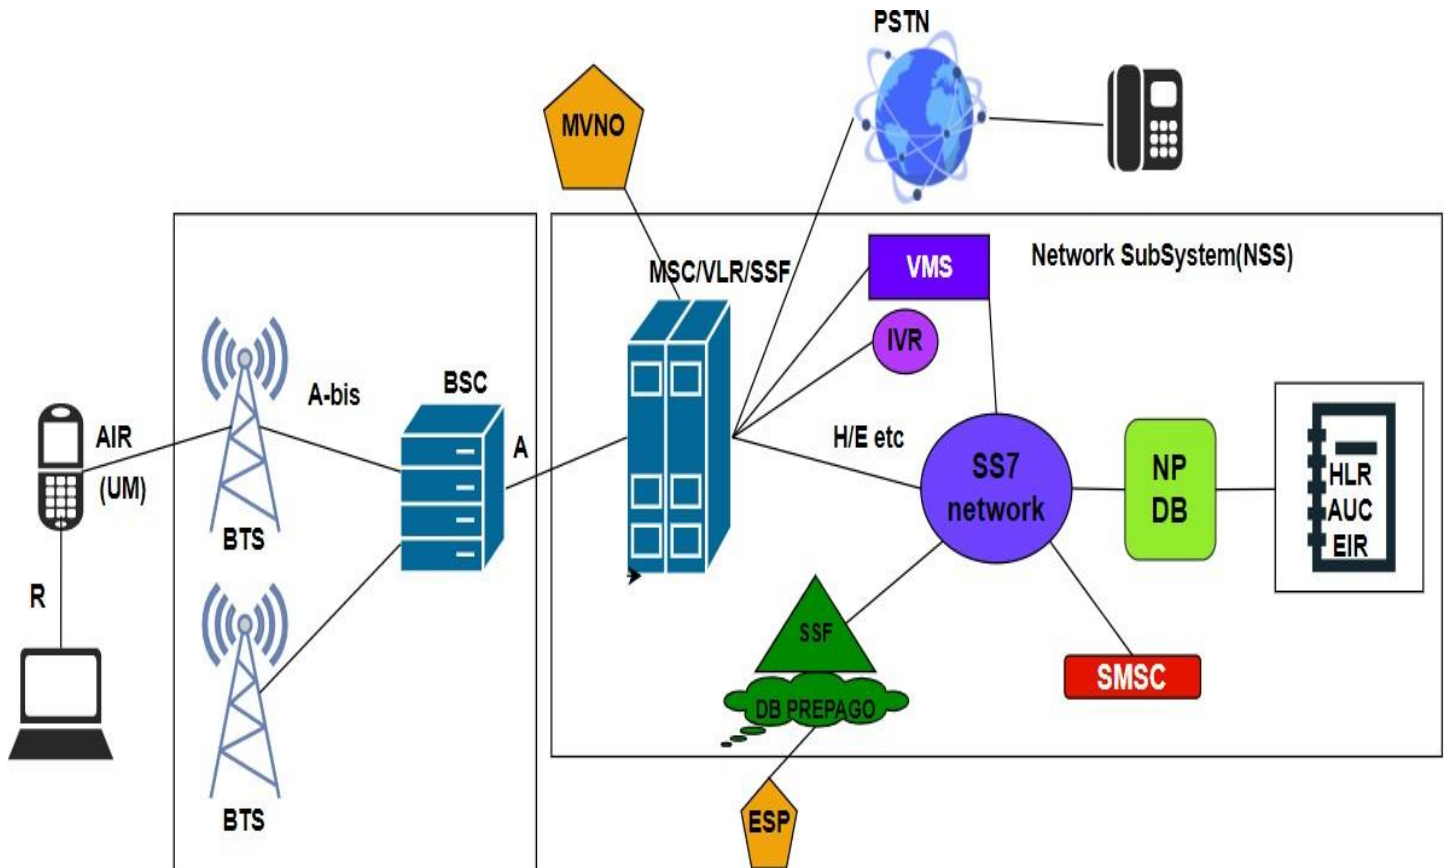 PSTN
MVNO
MSC/VLR/SSF
VMS
Network SubSystem(NSS)
IVR
A-bis
BSC
AIR
(UM)
A
H/E etc
SS7
network
NP
DB
HLR
AUC
EIR
BTS
R
SSF
SMSC
DB PREPAGO
BTS
ESP